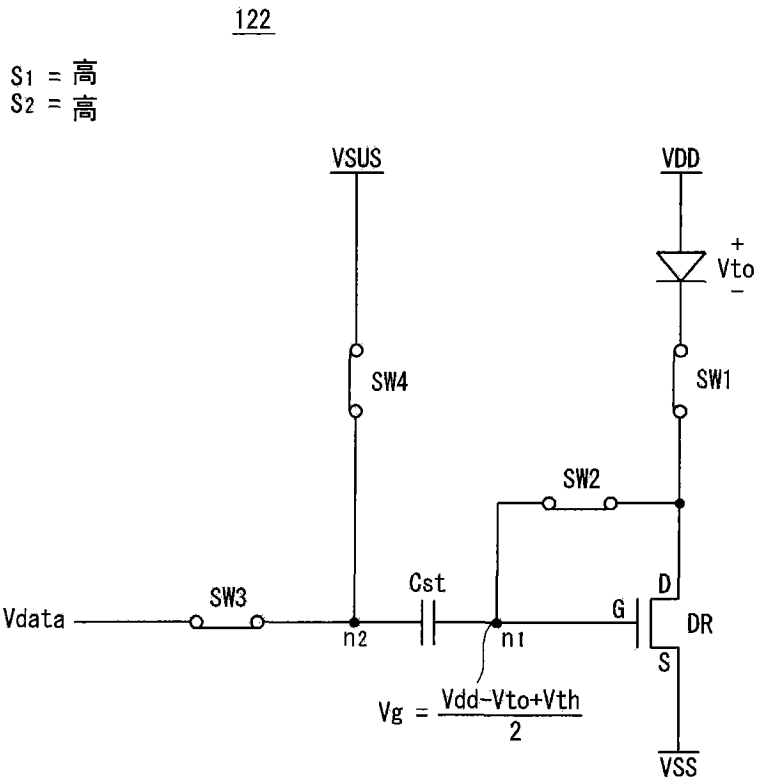 122
S1 = 高
S2 = 高
VSUS
VDD
+
Vto
−
SW4
SW1
SW2
Cst
SW3
D
G
DR
Vdata
n2
n1
S
Vg = Vdd-Vto+Vth
2
VSS